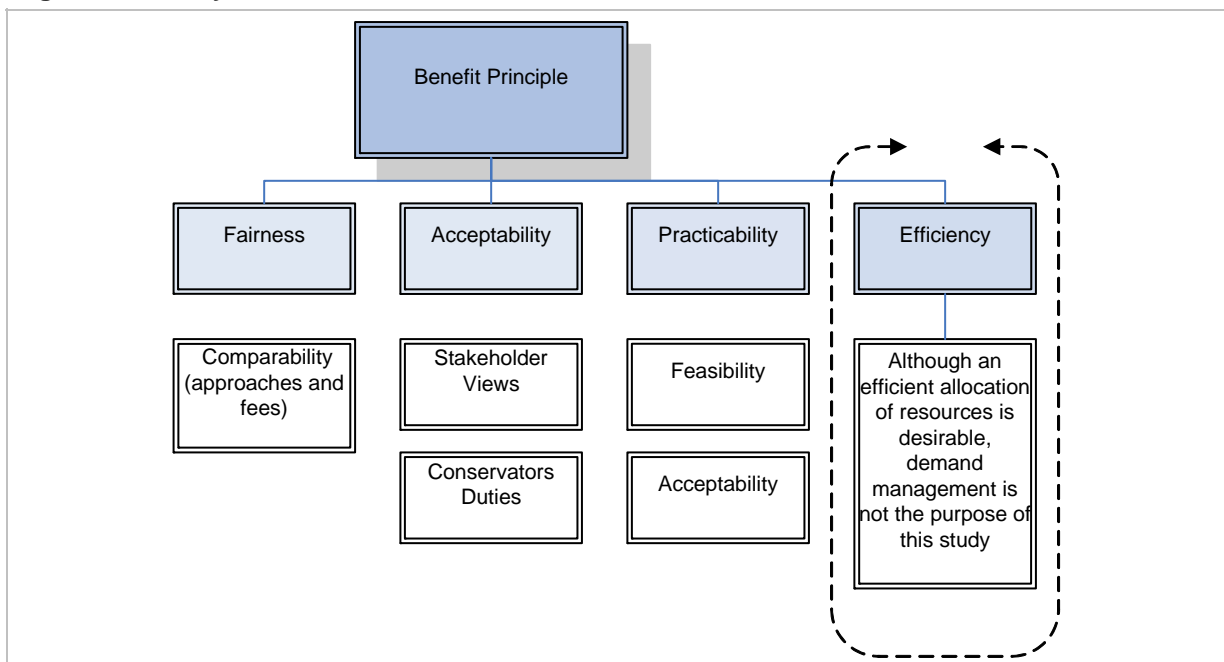 Benefit Principle
Fairness
Acceptability
Practicability
Efficiency
Comparability
(approaches and
fees)
Stakeholder
Views
Feasibility
Although an
efficient allocation
of resources is
desirable,
demand
management is
not the purpose of
this study
Conservators
Duties
Acceptability